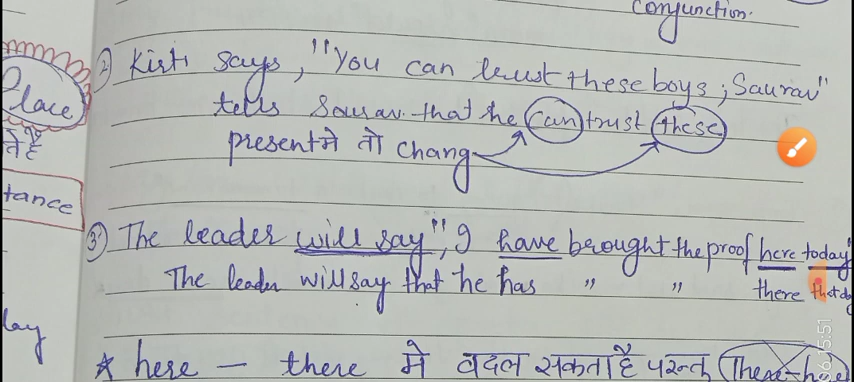 Conjunction.
② Kirti says, "You can trust these boys, Saurav"
Place
tells Saurav that he can trust these
ते हैं
present में तो chang
tance
③ The leader will say", I have brought the proof here today"
The leader will say that he has " " there that d
lay
* here – there में बदल सकता है परन्तु